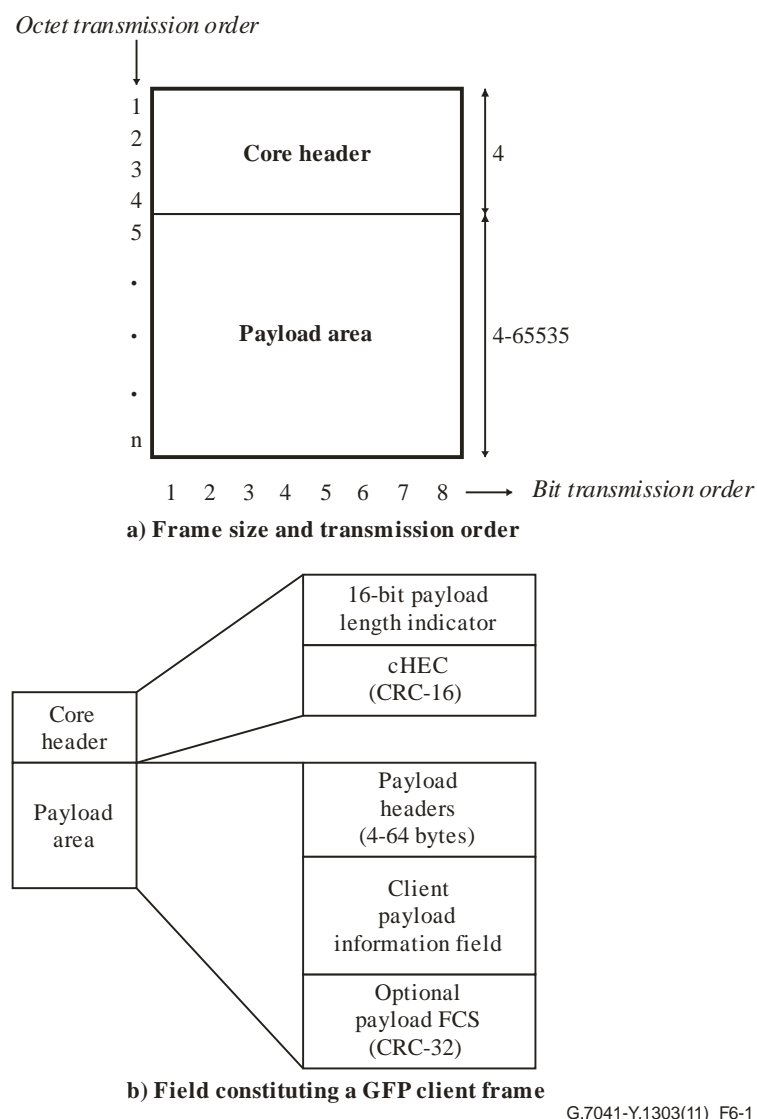 Octet transmission order
1
2
3
4
5
.
.
.
n
Core header
4
Payload area
4-65535
1 2 3 4 5 6 7 8
Bit transmission order
a) Frame size and transmission order
16-bit payload
length indicator
cHEC
(CRC-16)
Core
header
Payload
area
Payload
headers
(4-64 bytes)
Client
payload
information field
Optional
payload FCS
(CRC-32)
b) Field constituting a GFP client frame
G.7041-Y.1303(11)_F6-1